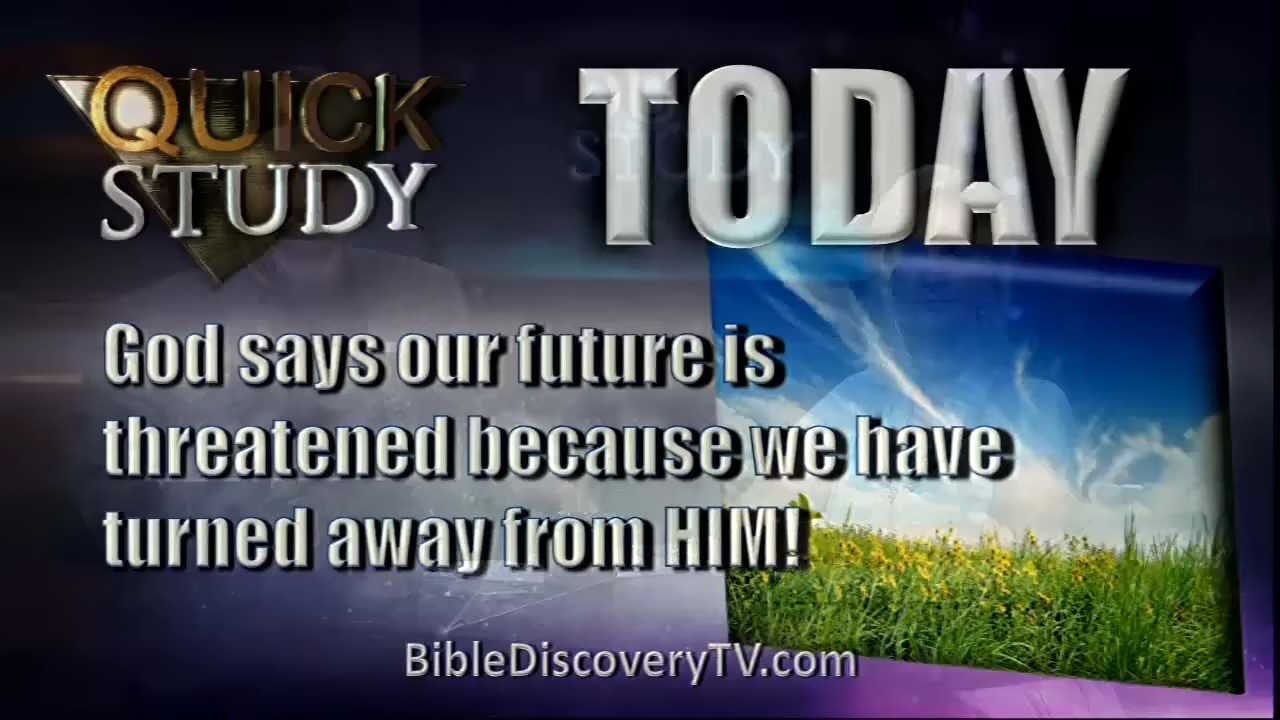 QUICK
STUDY
TODAY
God says our future is
threatened because we have
turned away from HIM!
BibleDiscoveryTV.com